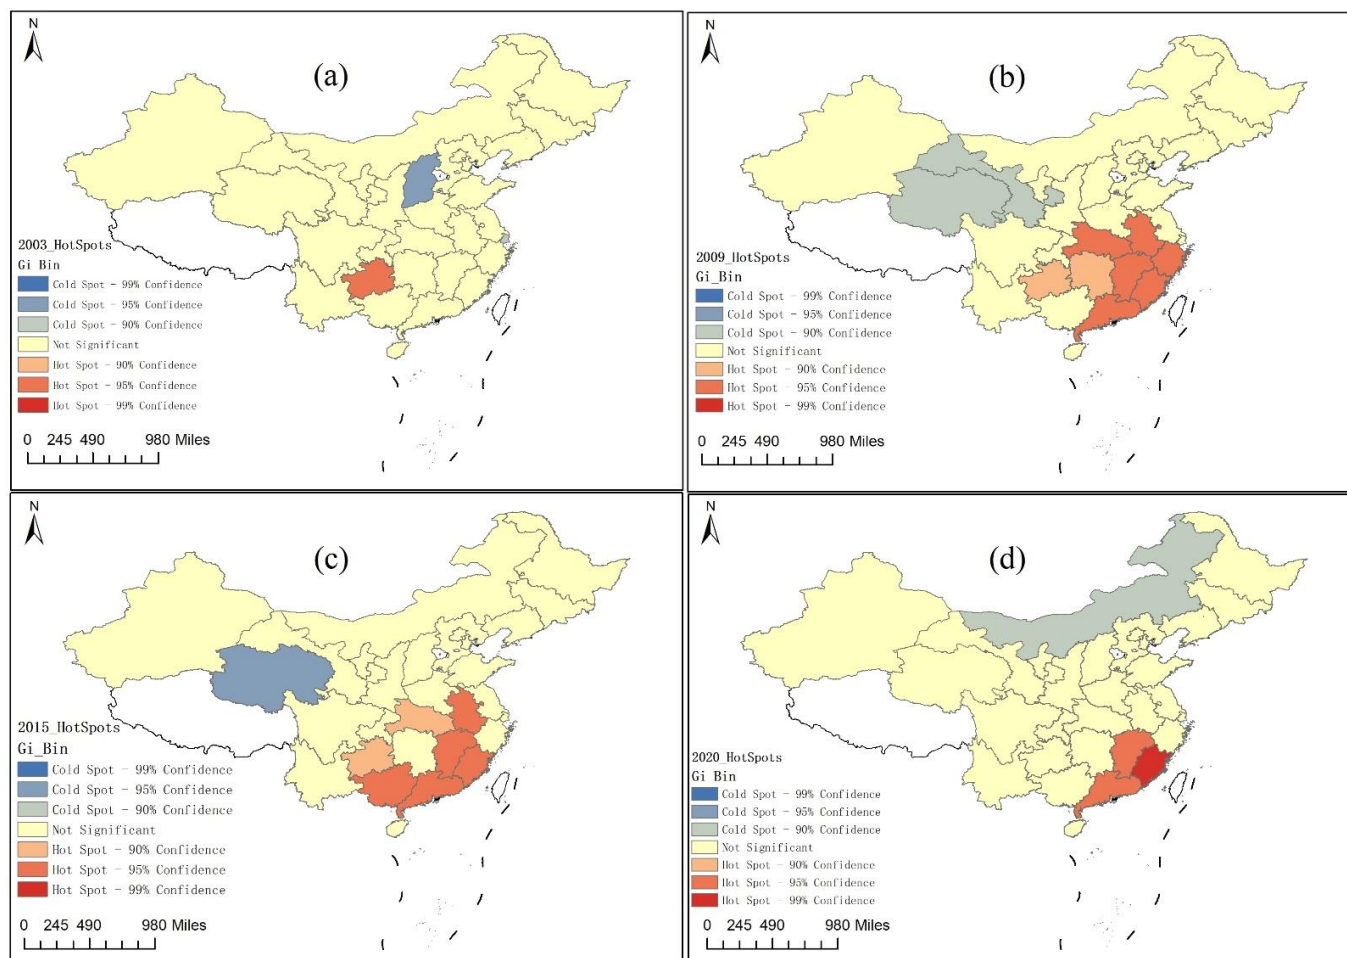 N
(a)
2003_HotSpots
Gi Bin
Cold Spot - 99% Confidence
Cold Spot - 95% Confidence
Cold Spot - 90% Confidence
Not Significant
Hot Spot - 90% Confidence
Hot Spot - 95% Confidence
Hot Spot - 99% Confidence
0 245 490 980 Miles
N
(b)
2009_HotSpots
Gi_Bin
Cold Spot - 99% Confidence
Cold Spot - 95% Confidence
Cold Spot - 90% Confidence
Not Significant
Hot Spot - 90% Confidence
Hot Spot - 95% Confidence
Hot Spot - 99% Confidence
0 245 490 980 Miles
N
(c)
2015_HotSpots
Gi_Bin
Cold Spot - 99% Confidence
Cold Spot - 95% Confidence
Cold Spot - 90% Confidence
Not Significant
Hot Spot - 90% Confidence
Hot Spot - 95% Confidence
Hot Spot - 99% Confidence
0 245 490 980 Miles
N
(d)
2020_HotSpots
Gi Bin
Cold Spot - 99% Confidence
Cold Spot - 95% Confidence
Cold Spot - 90% Confidence
Not Significant
Hot Spot - 90% Confidence
Hot Spot - 95% Confidence
Hot Spot - 99% Confidence
0 245 490 980 Miles